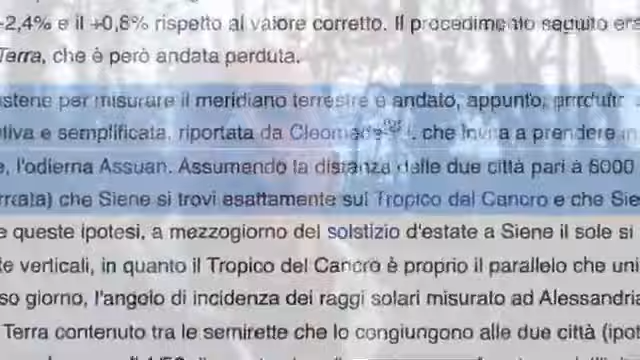 -2,4% e il +0,8% rispetto al valore corretto. Il procedimento seguito era
Terra, che è però andata perduta.
stene per misurare il meridiano terrestre è andato, appunto,
tiva e semplificata, riportata da Cleomede che invita a prendere in
e, l'odierna Assuan. Assumendo la distanza delle due città pari a 5000
che Siene si trovi esattamente sul Tropico del Cancro e che Sie
e queste ipotesi, a mezzogiorno del solstizio d'estate a Siene il sole si
te verticali, in quanto il Tropico del Cancro è proprio il parallelo che uni
so giorno, l'angolo di incidenza dei raggi solari misurato ad Alessandria
Terra contenuto tra le semirette che lo congiungono alle due città (ipot